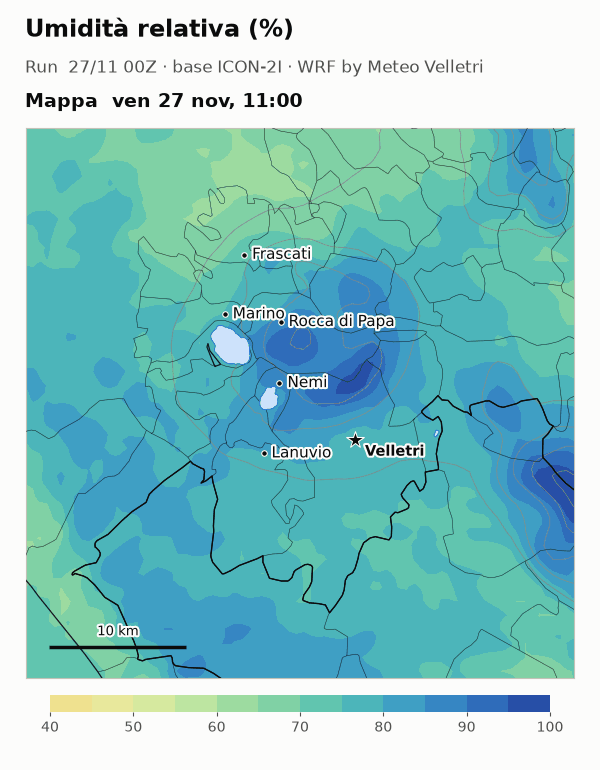 Umidità relativa (%)
Run  27/11 00Z · base ICON-2I · WRF by Meteo Velletri
Mappa  ven 27 nov, 11:00
Frascati
Marino
Rocca di Papa
Nemi
Velletri
Lanuvio
10 km
40 50 60 70 80 90 100